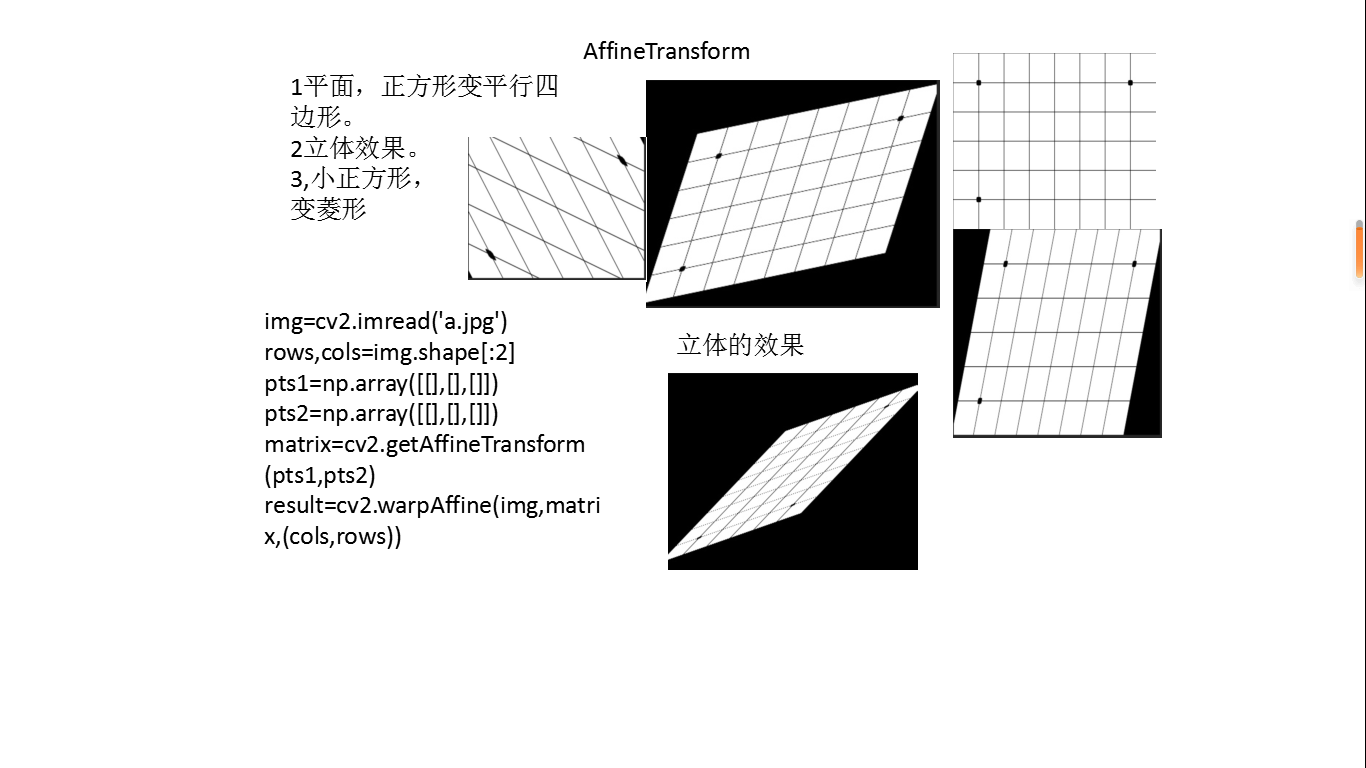 AffineTransform
1平面，正方形变平行四
边形。
2立体效果。
3,小正方形，
变菱形
img=cv2.imread('a.jpg')
rows,cols=img.shape[:2]
pts1=np.array([[],[],[]])
pts2=np.array([[],[],[]])
matrix=cv2.getAffineTransform
(pts1,pts2)
result=cv2.warpAffine(img,matri
x,(cols,rows))
立体的效果